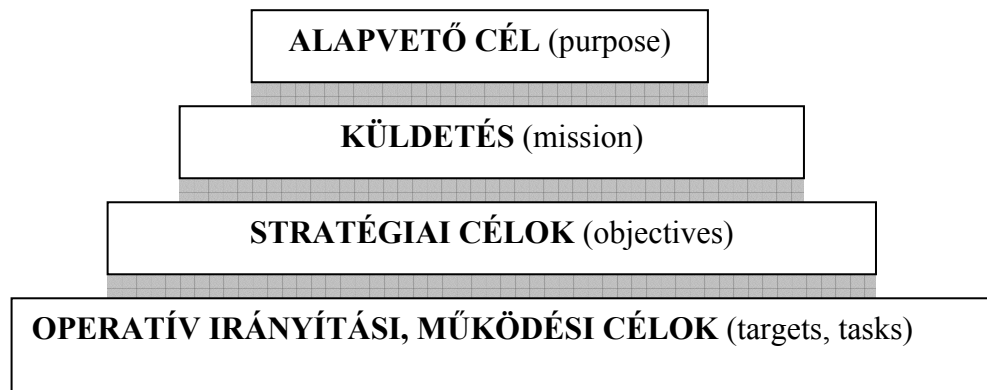 ALAPVETŐ CÉL (purpose)
KÜLDETÉS (mission)
STRATÉGIAI CÉLOK (objectives)
OPERATÍV IRÁNYÍTÁSI, MŰKÖDÉSI CÉLOK (targets, tasks)